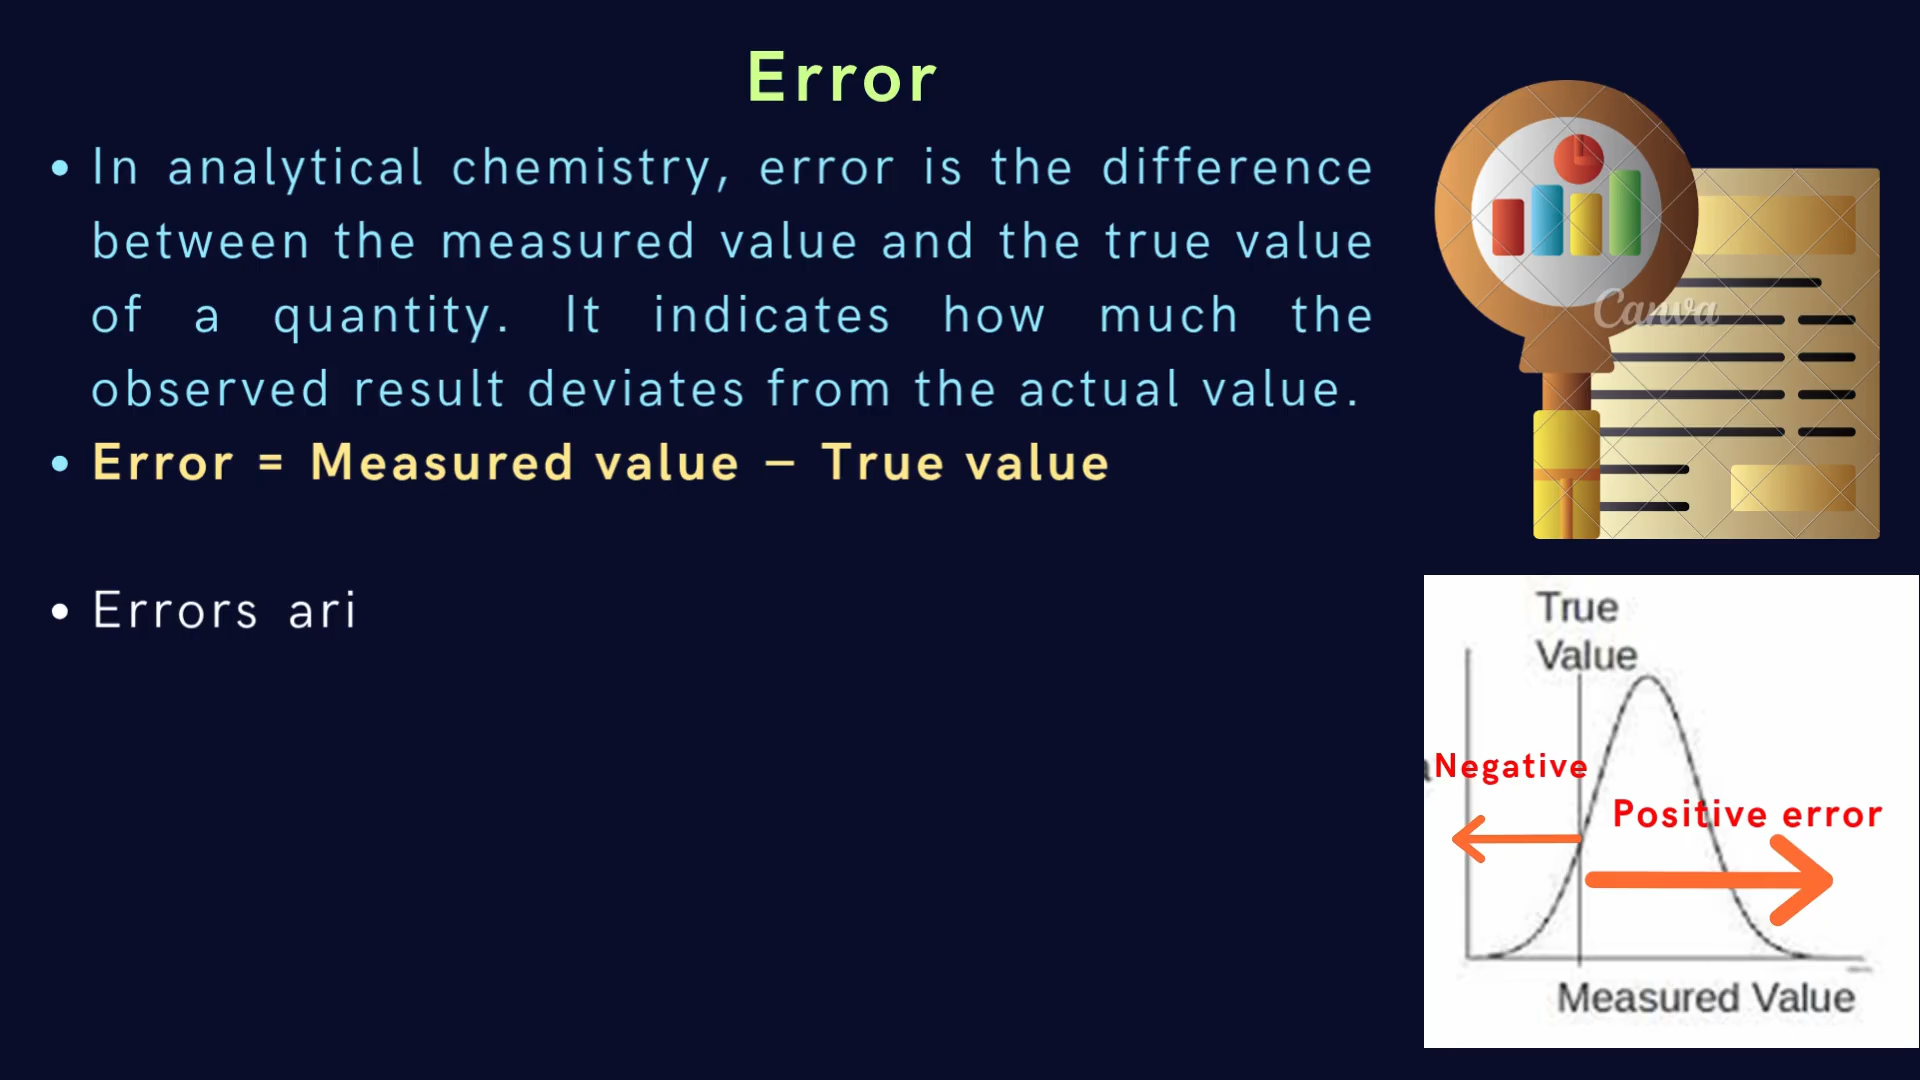 Error
• In analytical chemistry, error is the difference
between the measured value and the true value
of a quantity. It indicates how much the
observed result deviates from the actual value.
• Error = Measured value – True value
• Errors ari
Canva
True
Value
Negative
Positive error
Measured Value